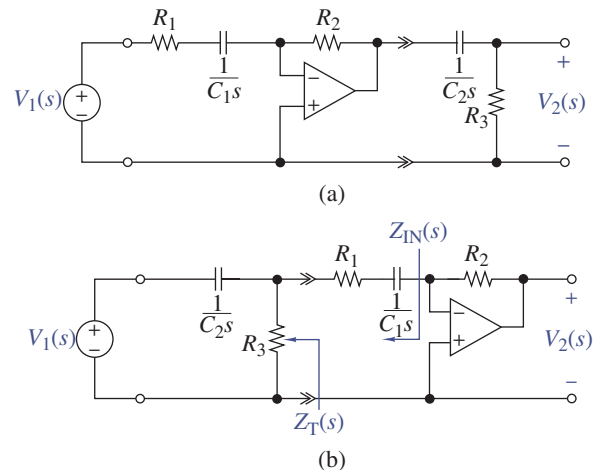 R1 R2
1/C1s 1/C2s
V1(s) + −
− +
R3
+ V2(s) −
(a)
ZIN(s)
R1 R2
1/C2s 1/C1s
V1(s) + −
R3
− +
+ V2(s) −
ZT(s)
(b)